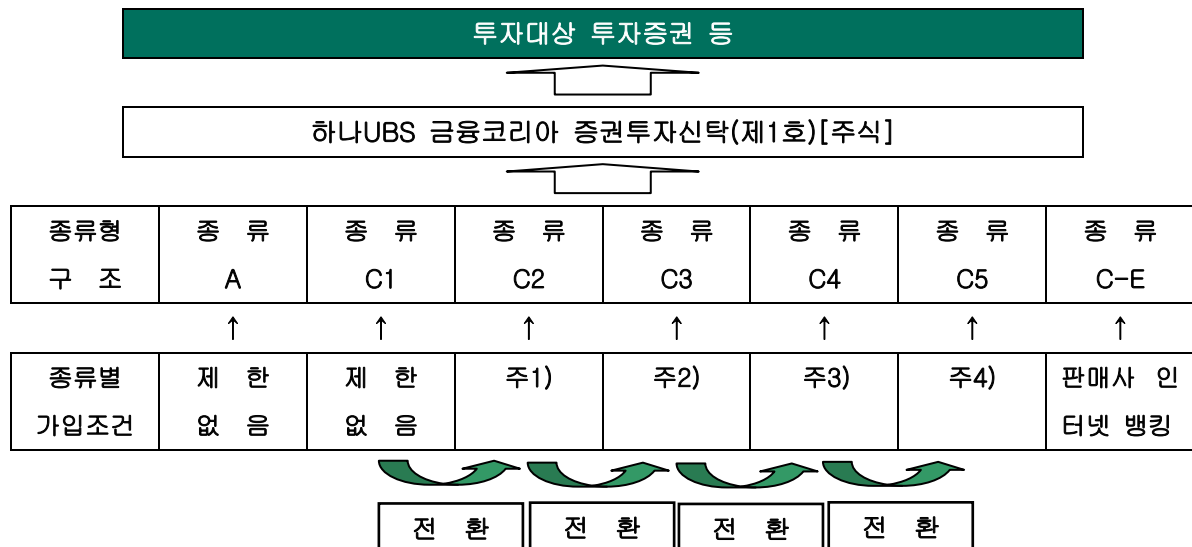 투자대상 투자증권 등
하나UBS 금융코리아 증권투자신탁(제1호)[주식]
종류형 종 류 종 류 종 류 종 류 종 류 종 류 종 류
구 조 A C1 C2 C3 C4 C5 C-E
↑ ↑ ↑ ↑ ↑ ↑ ↑
종류별 제 한 제 한 주1) 주2) 주3) 주4) 판매사 인
가입조건 없 음 없 음 터넷 뱅킹
전 환 전 환 전 환 전 환